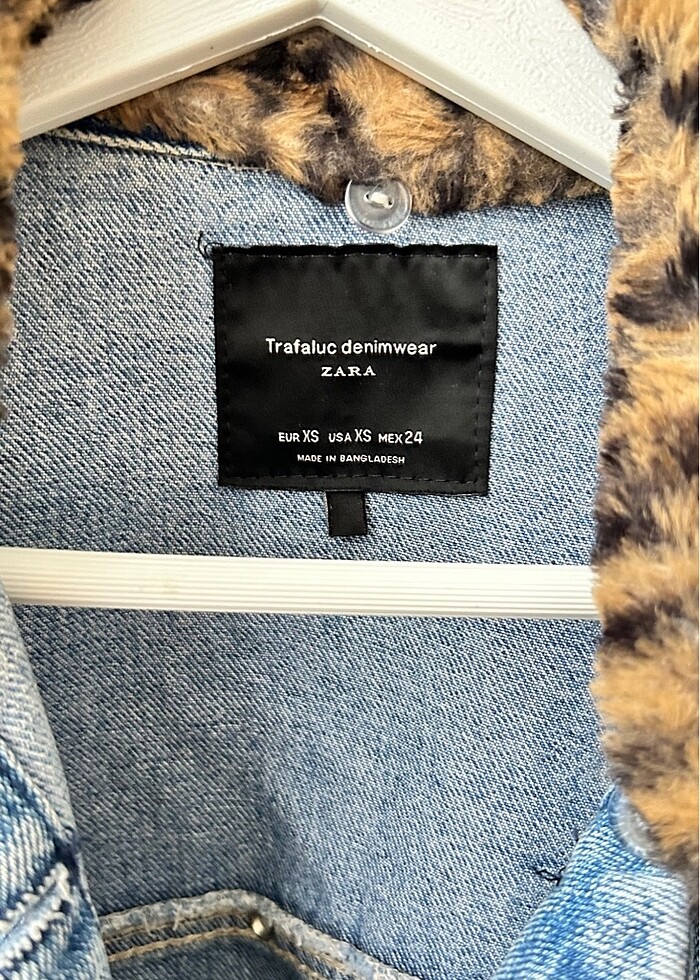 Trafaluc denimwear
ZARA
EUR XS USA XS MEX 24
MADE IN BANGLADESH